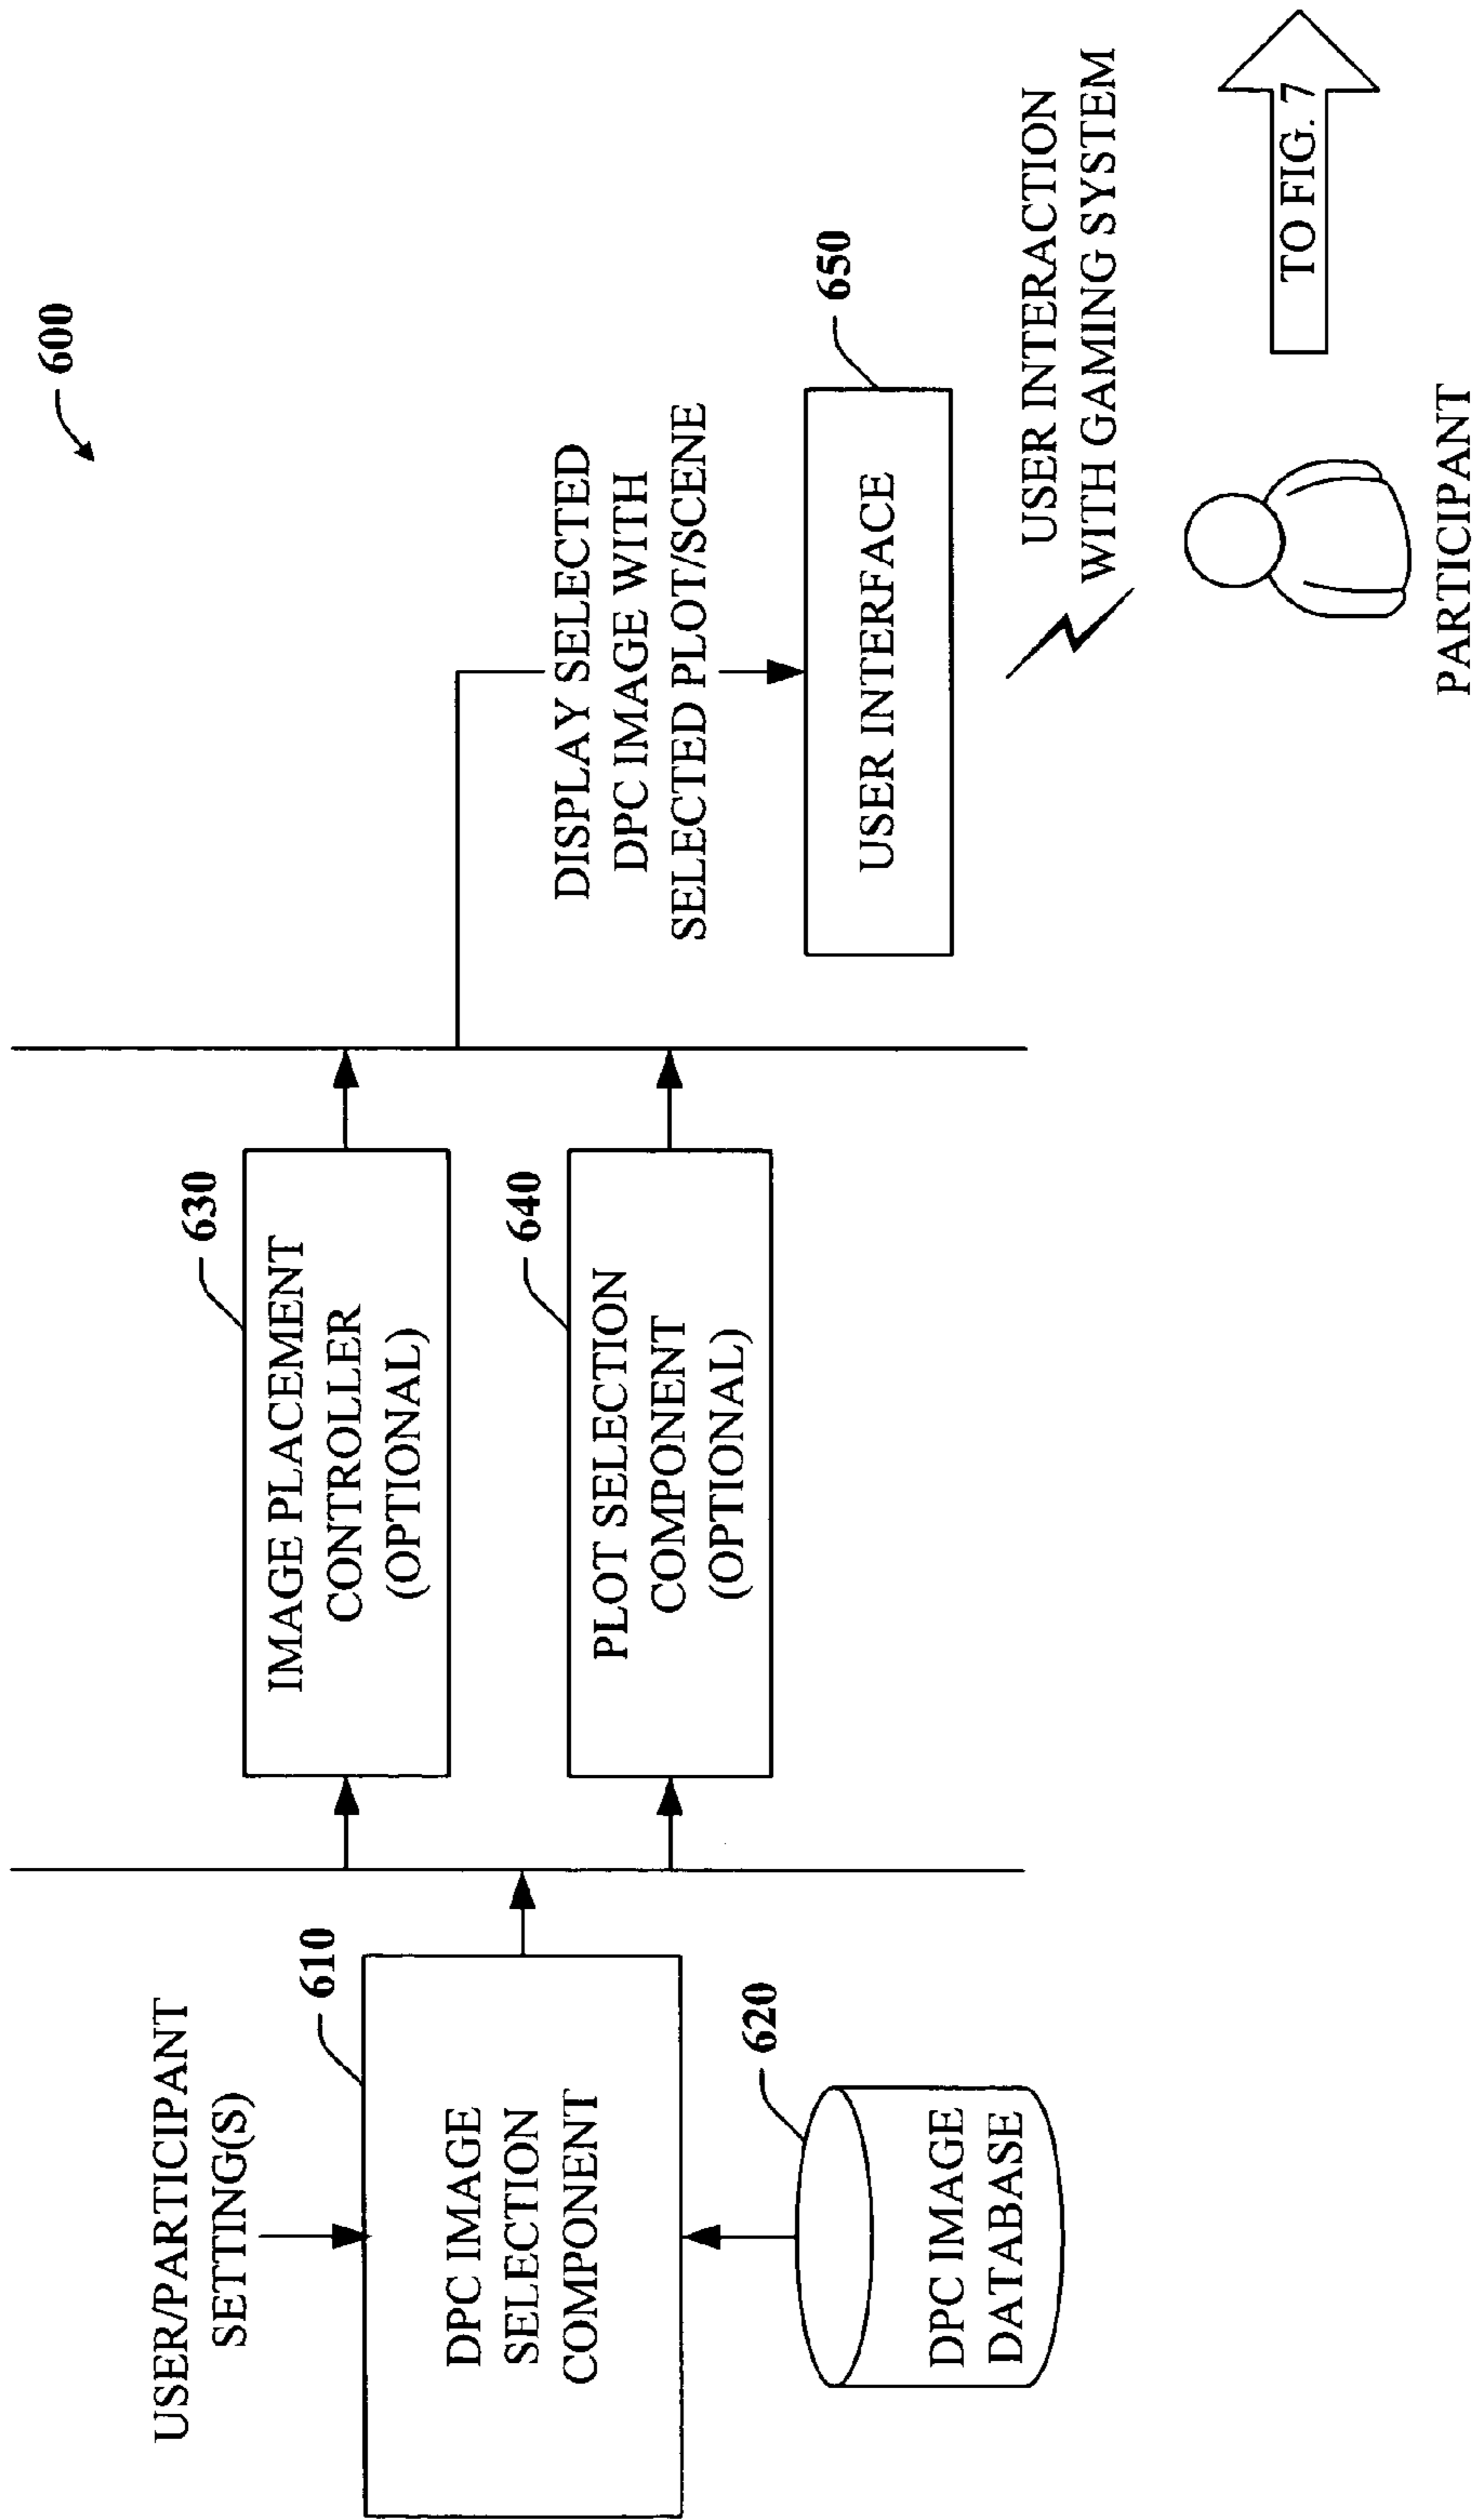 600
USER/PARTICIPANT
SETTING(S)
610
DPC IMAGE
SELECTION
COMPONENT
620
DPC IMAGE
DATABASE
630
IMAGE PLACEMENT
CONTROLLER
(OPTIONAL)
640
PLOT SELECTION
COMPONENT
(OPTIONAL)
DISPLAY SELECTED
DPC IMAGE WITH
SELECTED PLOT/SCENE
650
USER INTERFACE
USER INTERACTION
WITH GAMING SYSTEM
PARTICIPANT
TO FIG. 7